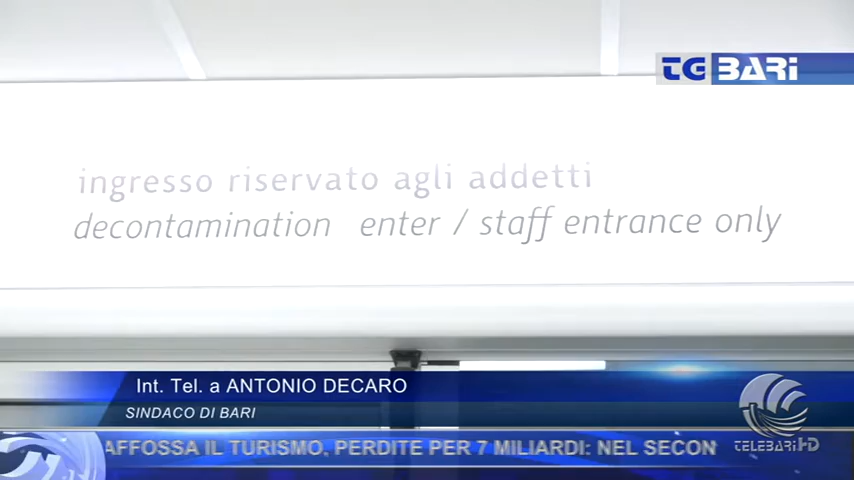 TG BARI
ingresso riservato agli addetti
decontamination enter / staff entrance only
Int. Tel. a ANTONIO DECARO
SINDACO DI BARI
AFFOSSA IL TURISMO, PERDITE PER 7 MILIARDI: NEL SECON
TELEBARI HD